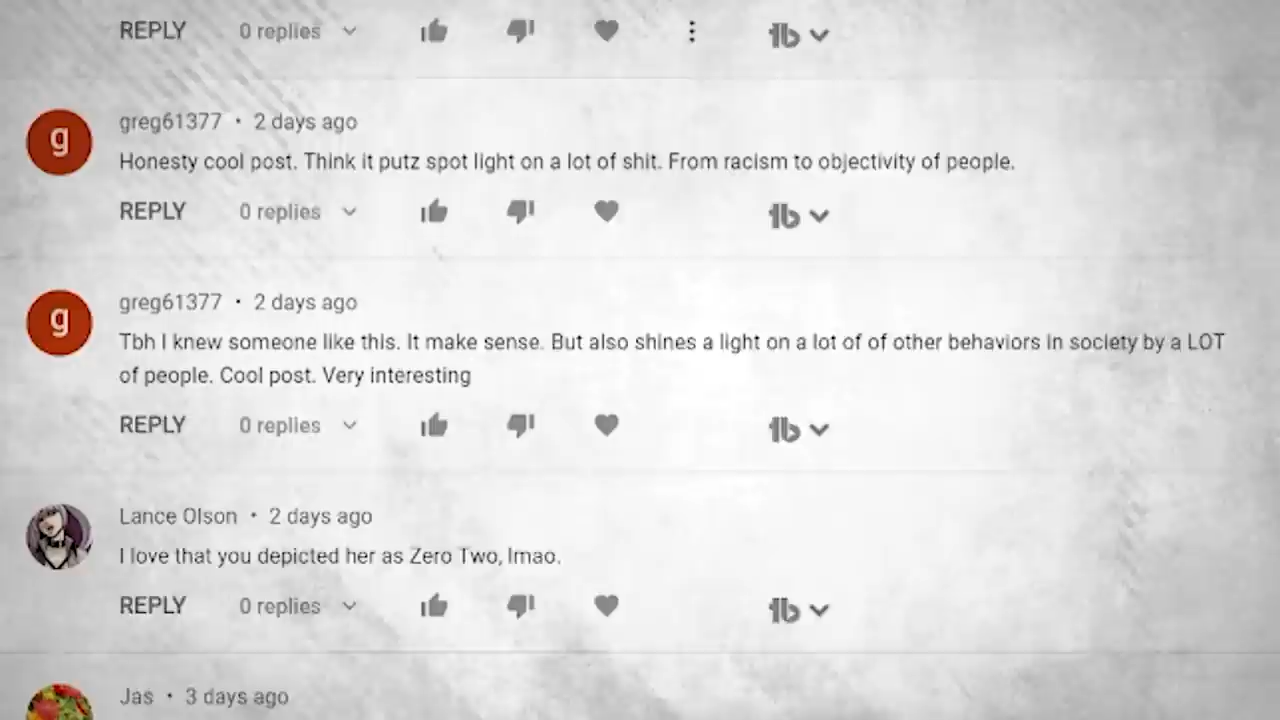 REPLY 0 replies
greg61377 • 2 days ago
Honesty cool post. Think it putz spot light on a lot of shit. From racism to objectivity of people.
REPLY 0 replies
greg61377 • 2 days ago
Tbh I knew someone like this. It make sense. But also shines a light on a lot of of other behaviors in society by a LOT
of people. Cool post. Very interesting
REPLY 0 replies
Lance Olson • 2 days ago
I love that you depicted her as Zero Two, lmao.
REPLY 0 replies
Jas • 3 days ago